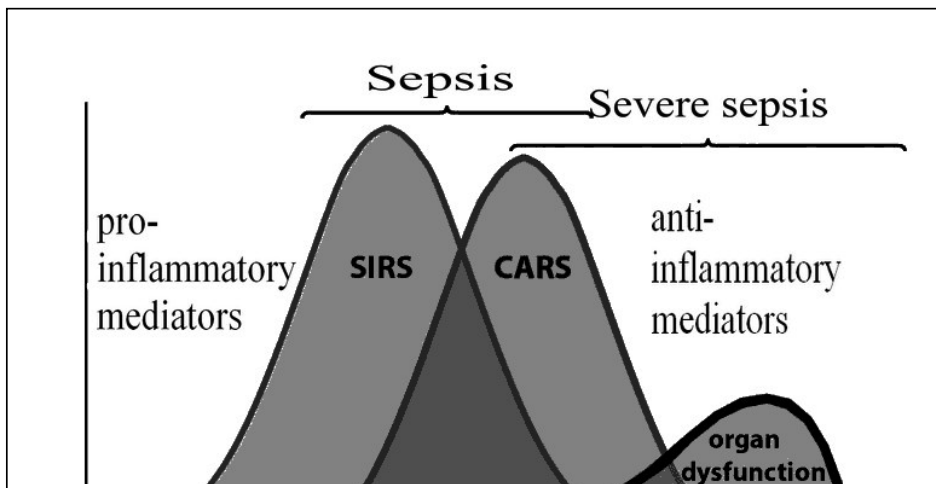 Sepsis
Severe sepsis
pro-
inflammatory
mediators
SIRS
CARS
anti-
inflammatory
mediators
organ
dysfunction